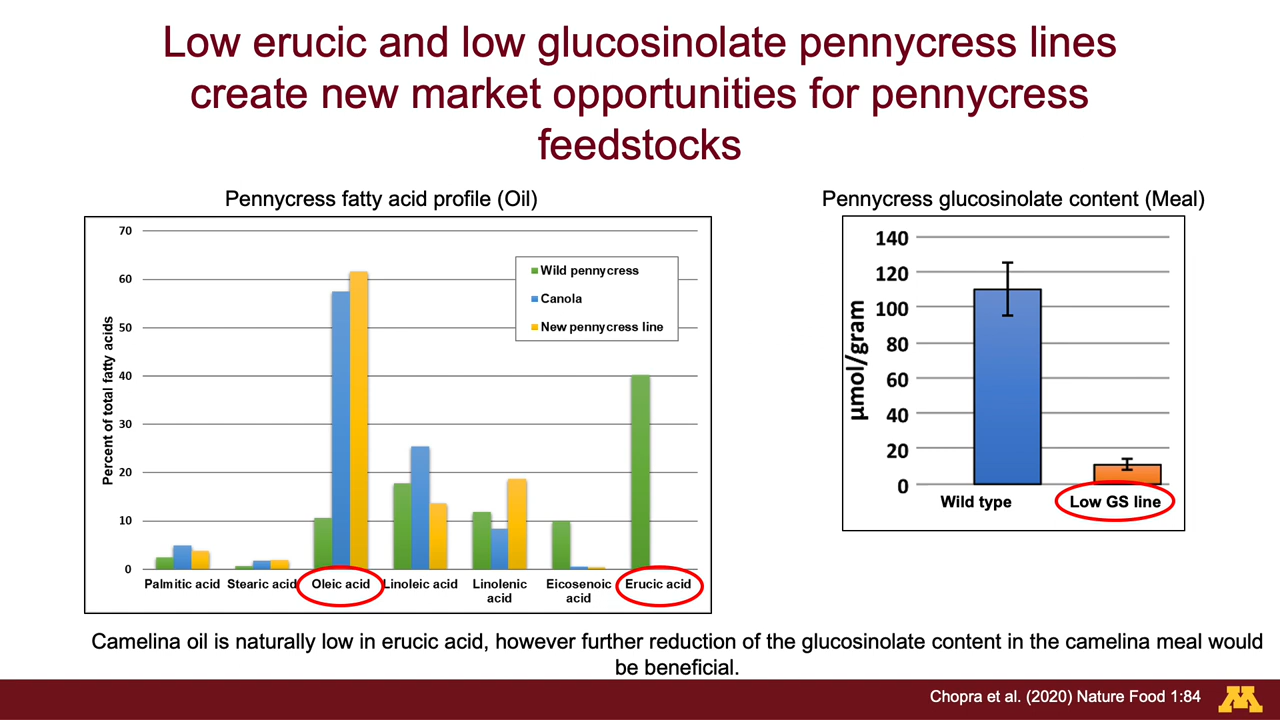 Low erucic and low glucosinolate pennycress lines
create new market opportunities for pennycress
feedstocks
Pennycress fatty acid profile (Oil)
70
60
50
40
30
20
10
0
Percent of total fatty acids
Wild pennycress
Canola
New pennycress line
Palmitic acid
Stearic acid
Oleic acid
Linoleic acid
Linolenic
acid
Eicosenoic
acid
Erucic acid
Pennycress glucosinolate content (Meal)
140
120
100
80
60
40
20
0
µmol/gram
Wild type
Low GS line
Camelina oil is naturally low in erucic acid, however further reduction of the glucosinolate content in the camelina meal would
be beneficial.
Chopra et al. (2020) Nature Food 1:84
M